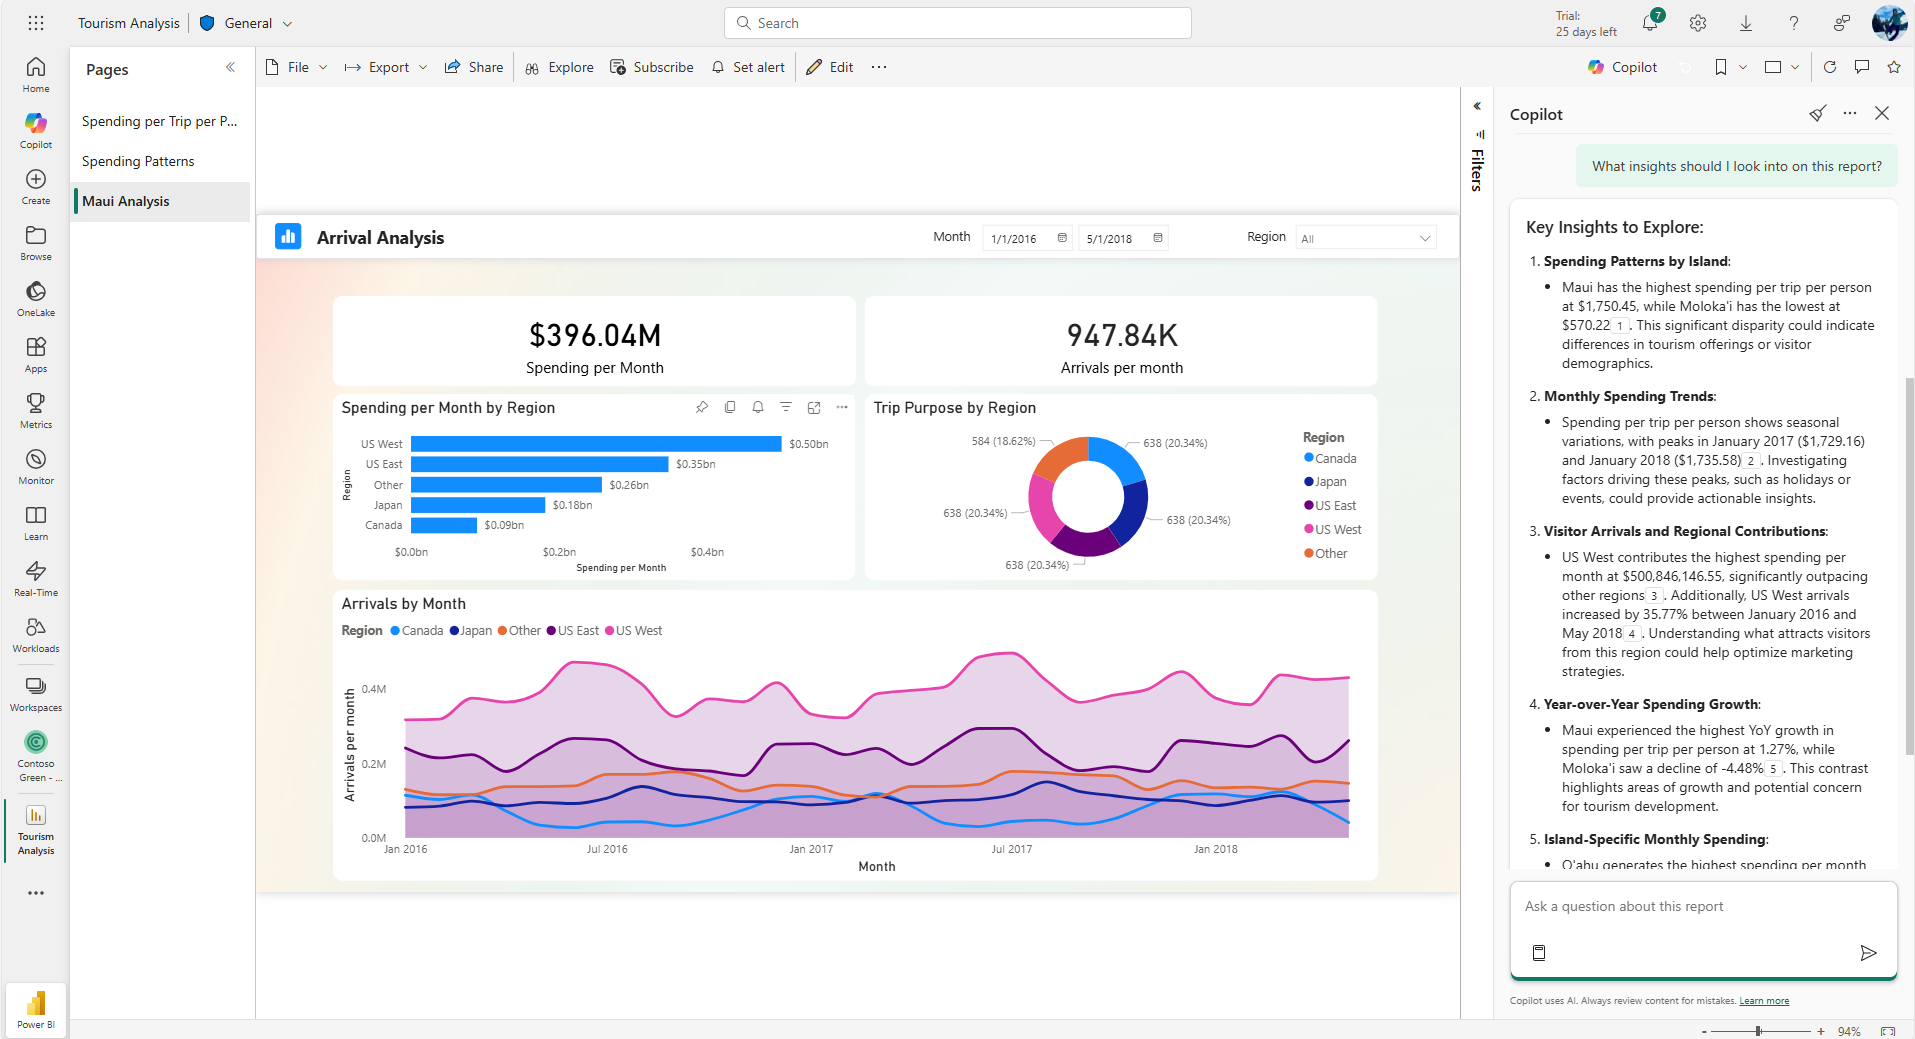 Tourism Analysis
General
Search
Trial:
25 days left
7
Home
Copilot
Create
Browse
OneLake
Apps
Metrics
Monitor
Learn
Real-Time
Workloads
Workspaces
Contoso
Green - ...
Tourism
Analysis
Power BI
Pages
Spending per Trip per P...
Spending Patterns
Maui Analysis
File
Export
Share
Explore
Subscribe
Set alert
Edit
Copilot
Arrival Analysis
Month
1/1/2016
5/1/2018
Region
All
$396.04M
Spending per Month
947.84K
Arrivals per month
Spending per Month by Region
Region
US West
$0.50bn
US East
$0.35bn
Other
$0.26bn
Japan
$0.18bn
Canada
$0.09bn
$0.0bn
$0.2bn
$0.4bn
Spending per Month
Trip Purpose by Region
584 (18.62%)
638 (20.34%)
638 (20.34%)
638 (20.34%)
638 (20.34%)
Region
Canada
Japan
US East
US West
Other
Arrivals by Month
Region Canada Japan Other US East US West
Arrivals per month
0.4M
0.2M
0.0M
Jan 2016
Jul 2016
Jan 2017
Jul 2017
Jan 2018
Month
Filters
Copilot
What insights should I look into on this report?
Key Insights to Explore:
1. Spending Patterns by Island:
• Maui has the highest spending per trip per person
at $1,750.45, while Moloka'i has the lowest at
$570.22 1 . This significant disparity could indicate
differences in tourism offerings or visitor
demographics.
2. Monthly Spending Trends:
• Spending per trip per person shows seasonal
variations, with peaks in January 2017 ($1,729.16)
and January 2018 ($1,735.58) 2 . Investigating
factors driving these peaks, such as holidays or
events, could provide actionable insights.
3. Visitor Arrivals and Regional Contributions:
• US West contributes the highest spending per
month at $500,846,146.55, significantly outpacing
other regions 3 . Additionally, US West arrivals
increased by 35.77% between January 2016 and
May 2018 4 . Understanding what attracts visitors
from this region could help optimize marketing
strategies.
4. Year-over-Year Spending Growth:
• Maui experienced the highest YoY growth in
spending per trip per person at 1.27%, while
Moloka'i saw a decline of -4.48% 5 . This contrast
highlights areas of growth and potential concern
for tourism development.
5. Island-Specific Monthly Spending:
• O'ahu generates the highest spending per month
Ask a question about this report
Copilot uses AI. Always review content for mistakes. Learn more
- + 94%